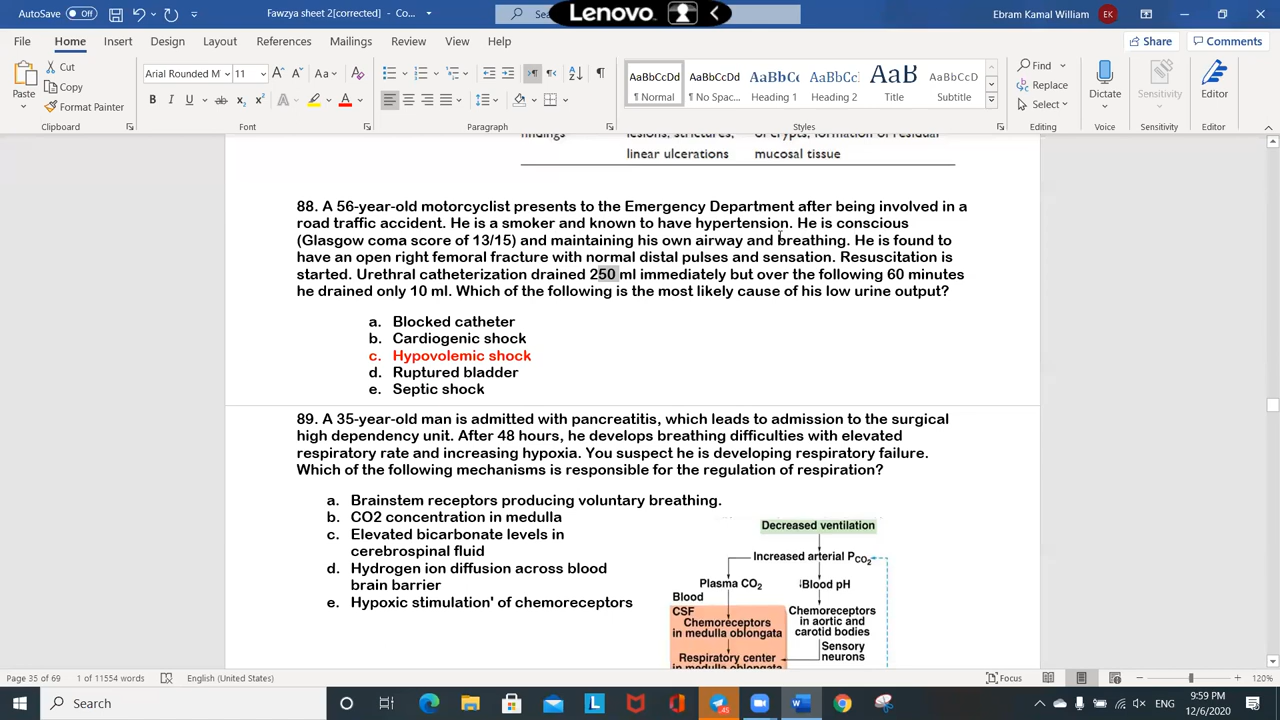 AutoSave Off
Fawzya sheet 2 [Compatibil
Lenovo
Se
Ebram Kamal William EK
File Home Insert Design Layout References Mailings Review View Help
Share Comments
Paste
Cut
Copy
Format Painter
Arial Rounded M 11
AaBbCcDd AaBbCcDd AaBbCc AaBbCc AaB AaBbCcD
¶ Normal ¶ No Spac... Heading 1 Heading 2 Title Subtitle
Find
Replace
Select
Dictate Sensitivity Editor
Clipboard Font Paragraph Styles Editing Voice Sensitivity Editor
findings lesions, strictures, of crypts, formation of residual
linear ulcerations mucosal tissue
88. A 56-year-old motorcyclist presents to the Emergency Department after being involved in a
road traffic accident. He is a smoker and known to have hypertension. He is conscious
(Glasgow coma score of 13/15) and maintaining his own airway and breathing. He is found to
have an open right femoral fracture with normal distal pulses and sensation. Resuscitation is
started. Urethral catheterization drained 250 ml immediately but over the following 60 minutes
he drained only 10 ml. Which of the following is the most likely cause of his low urine output?
a. Blocked catheter
b. Cardiogenic shock
c. Hypovolemic shock
d. Ruptured bladder
e. Septic shock
89. A 35-year-old man is admitted with pancreatitis, which leads to admission to the surgical
high dependency unit. After 48 hours, he develops breathing difficulties with elevated
respiratory rate and increasing hypoxia. You suspect he is developing respiratory failure.
Which of the following mechanisms is responsible for the regulation of respiration?
a. Brainstem receptors producing voluntary breathing.
b. CO2 concentration in medulla
c. Elevated bicarbonate levels in
cerebrospinal fluid
d. Hydrogen ion diffusion across blood
brain barrier
e. Hypoxic stimulation' of chemoreceptors
Decreased ventilation
Increased arterial PCO2
Plasma CO2 ↓Blood pH
Blood
CSF
Chemoreceptors
in medulla oblongata
Chemoreceptors
in aortic and
carotid bodies
Sensory
neurons
Respiratory center
in medulla oblongata
Page 35 of 69 1 of 11554 words English (United States) Focus 120%
Search
9:59 PM
12/6/2020